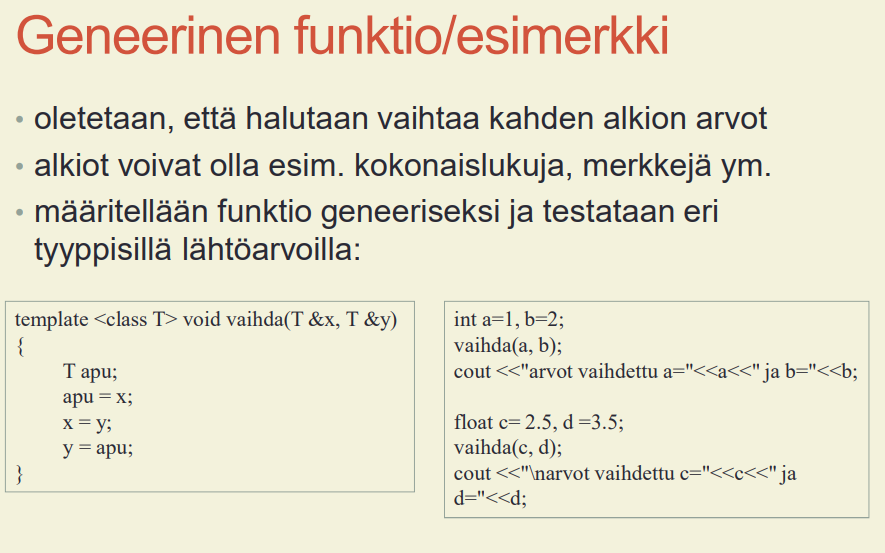 Geneerinen funktio/esimerkki
• oletetaan, että halutaan vaihtaa kahden alkion arvot
• alkiot voivat olla esim. kokonaislukuja, merkkejä ym.
• määritellään funktio geneeriseksi ja testataan eri
tyyppisillä lähtöarvoilla:
template <class T> void vaihda(T &x, T &y)
{
T apu;
apu = x;
x = y;
y = apu;
}
int a=1, b=2;
vaihda(a, b);
cout <<"arvot vaihdettu a="<<a<<" ja b="<<b;
float c= 2.5, d =3.5;
vaihda(c, d);
cout <<"\narvot vaihdettu c="<<c<<" ja
d="<<d;